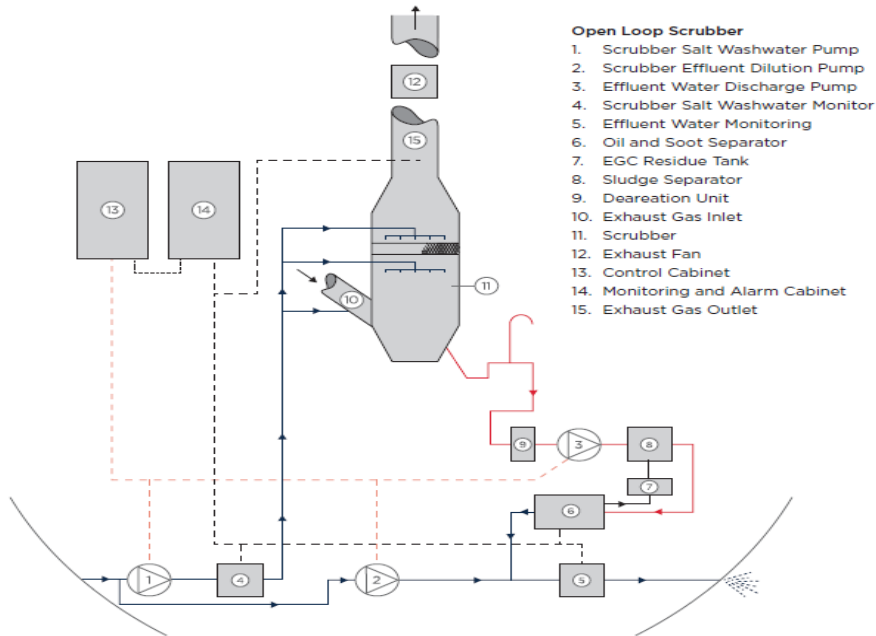 Open Loop Scrubber
1. Scrubber Salt Washwater Pump
2. Scrubber Effluent Dilution Pump
3. Effluent Water Discharge Pump
4. Scrubber Salt Washwater Monitor
5. Effluent Water Monitoring
6. Oil and Soot Separator
7. EGC Residue Tank
8. Sludge Separator
9. Deareation Unit
10. Exhaust Gas Inlet
11. Scrubber
12. Exhaust Fan
13. Control Cabinet
14. Monitoring and Alarm Cabinet
15. Exhaust Gas Outlet
12
15
13
14
10
11
9
3
8
7
6
1
4
2
5